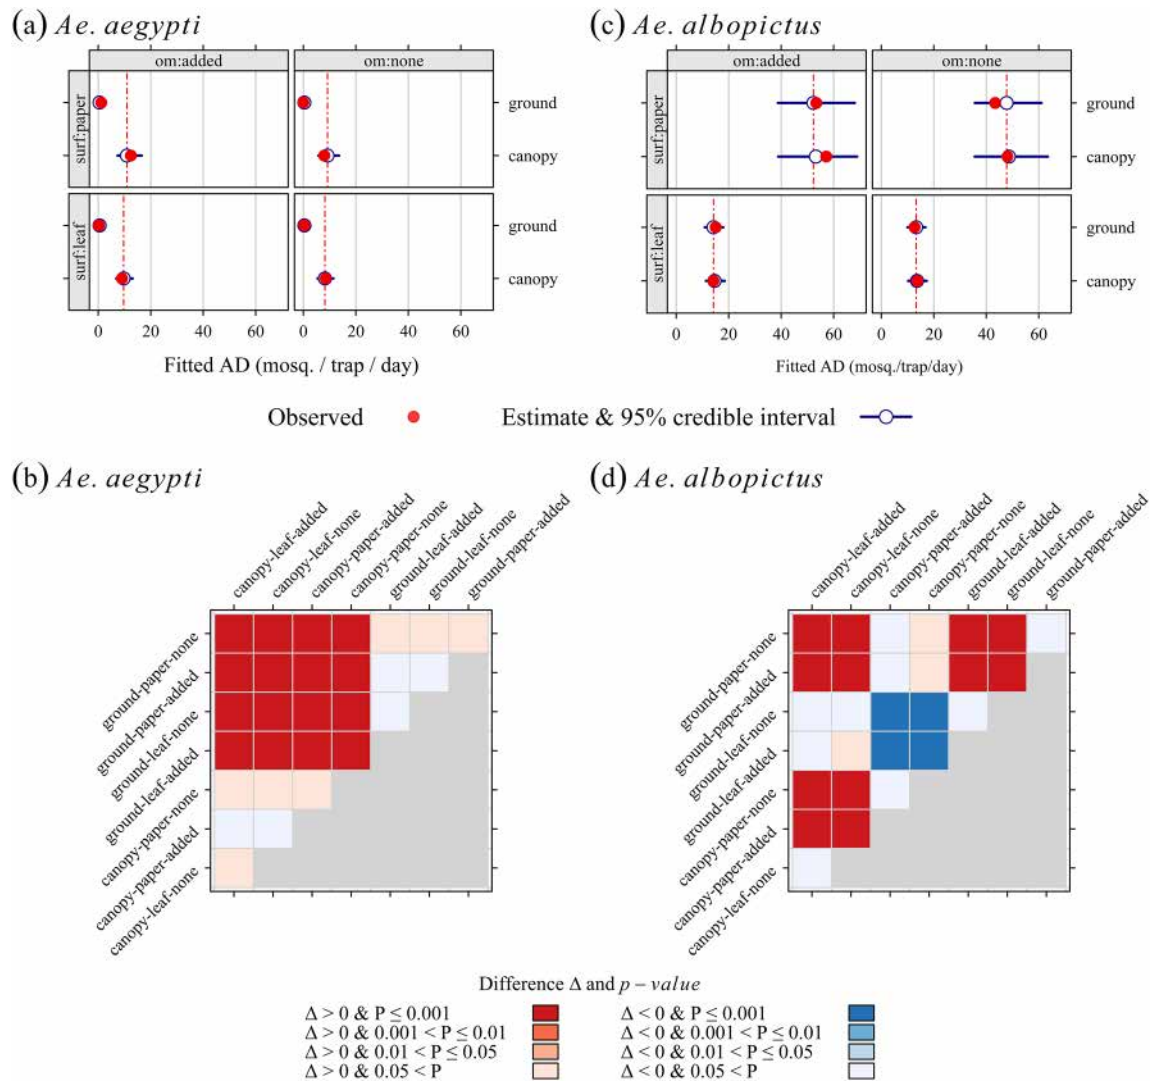 (a) Ae. aegypti
om:added
om:none
surf:paper
ground
canopy
surf:leaf
ground
canopy
0 20 40 60 0 20 40 60
Fitted AD (mosq. / trap / day)
(c) Ae. albopictus
om:added
om:none
surf:paper
ground
canopy
surf:leaf
ground
canopy
0 20 40 60 0 20 40 60
Fitted AD (mosq./trap/day)
Observed
Estimate & 95% credible interval
(b) Ae. aegypti
canopy-leaf-added
canopy-leaf-none
canopy-paper-added
canopy-paper-none
ground-leaf-added
ground-leaf-none
ground-paper-added
ground-paper-none
ground-paper-added
ground-leaf-none
ground-leaf-added
canopy-paper-none
canopy-paper-added
canopy-leaf-none
(d) Ae. albopictus
canopy-leaf-added
canopy-leaf-none
canopy-paper-added
canopy-paper-none
ground-leaf-added
ground-leaf-none
ground-paper-added
ground-paper-none
ground-paper-added
ground-leaf-none
ground-leaf-added
canopy-paper-none
canopy-paper-added
canopy-leaf-none
Difference Δ and p − value
Δ > 0 & P ≤ 0.001
Δ > 0 & 0.001 < P ≤ 0.01
Δ > 0 & 0.01 < P ≤ 0.05
Δ > 0 & 0.05 < P
Δ < 0 & P ≤ 0.001
Δ < 0 & 0.001 < P ≤ 0.01
Δ < 0 & 0.01 < P ≤ 0.05
Δ < 0 & 0.05 < P